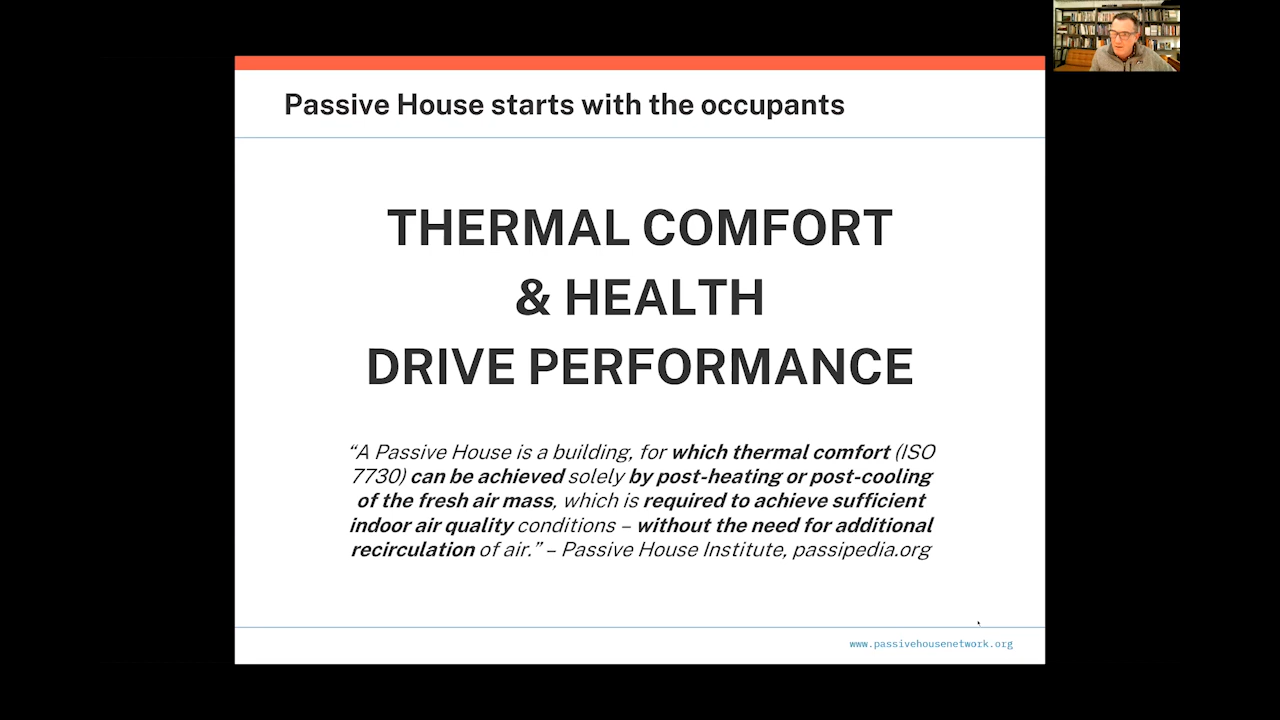 Passive House starts with the occupants
THERMAL COMFORT
& HEALTH
DRIVE PERFORMANCE
“A Passive House is a building, for which thermal comfort (ISO
7730) can be achieved solely by post-heating or post-cooling
of the fresh air mass, which is required to achieve sufficient
indoor air quality conditions – without the need for additional
recirculation of air.” – Passive House Institute, passipedia.org
www.passivehousenetwork.org